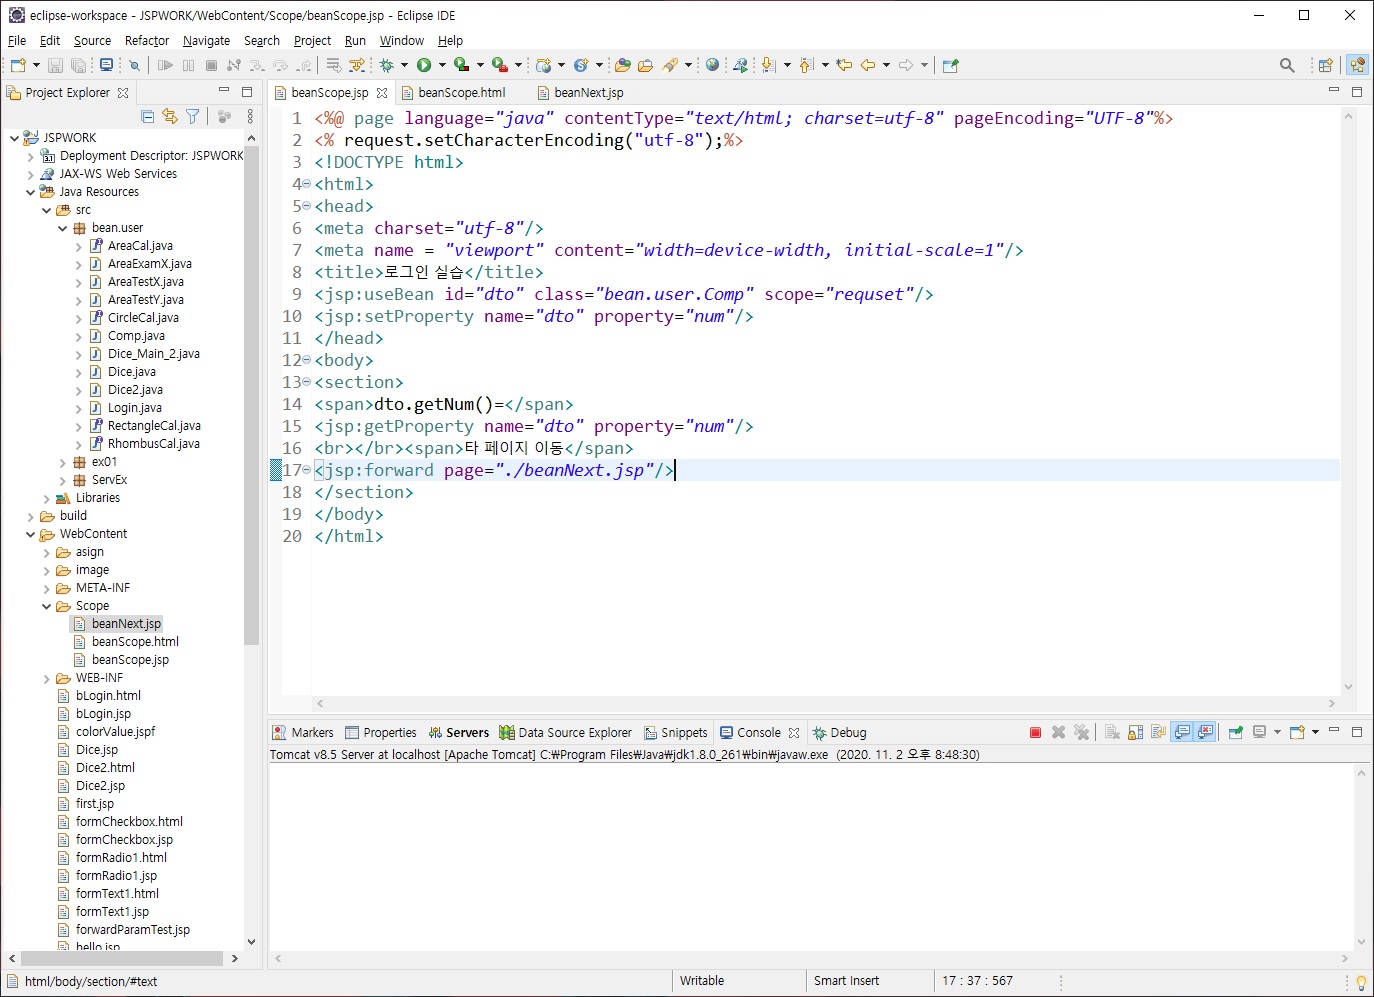 eclipse-workspace - JSPWORK/WebContent/Scope/beanScope.jsp - Eclipse IDE
File Edit Source Refactor Navigate Search Project Run Window Help
Project Explorer
JSPWORK
Deployment Descriptor: JSPWORK
JAX-WS Web Services
Java Resources
src
bean.user
AreaCal.java
AreaExamX.java
AreaTestX.java
AreaTestY.java
CircleCal.java
Comp.java
Dice_Main_2.java
Dice.java
Dice2.java
Login.java
RectangleCal.java
RhombusCal.java
ex01
ServEx
Libraries
build
WebContent
asign
image
META-INF
Scope
beanNext.jsp
beanScope.html
beanScope.jsp
WEB-INF
bLogin.html
bLogin.jsp
colorValue.jspf
Dice.jsp
Dice2.html
Dice2.jsp
first.jsp
formCheckbox.html
formCheckbox.jsp
formRadio1.html
formRadio1.jsp
formText1.html
formText1.jsp
forwardParamTest.jsp
hello.jsp
beanScope.jsp beanScope.html beanNext.jsp
1 <%@ page language="java" contentType="text/html; charset=utf-8" pageEncoding="UTF-8"%>
2 <% request.setCharacterEncoding("utf-8");%>
3 <!DOCTYPE html>
4 <html>
5 <head>
6 <meta charset="utf-8"/>
7 <meta name = "viewport" content="width=device-width, initial-scale=1"/>
8 <title>로그인 실습</title>
9 <jsp:useBean id="dto" class="bean.user.Comp" scope="requset"/>
10 <jsp:setProperty name="dto" property="num"/>
11 </head>
12 <body>
13 <section>
14 <span>dto.getNum()=</span>
15 <jsp:getProperty name="dto" property="num"/>
16 <br></br><span>타 페이지 이동</span>
17 <jsp:forward page="./beanNext.jsp"/>
18 </section>
19 </body>
20 </html>
Markers Properties Servers Data Source Explorer Snippets Console Debug
Tomcat v8.5 Server at localhost [Apache Tomcat] C:₩Program Files₩Java₩jdk1.8.0_261₩bin₩javaw.exe (2020. 11. 2 오후 8:48:30)
html/body/section/#text Writable Smart Insert 17 : 37 : 567